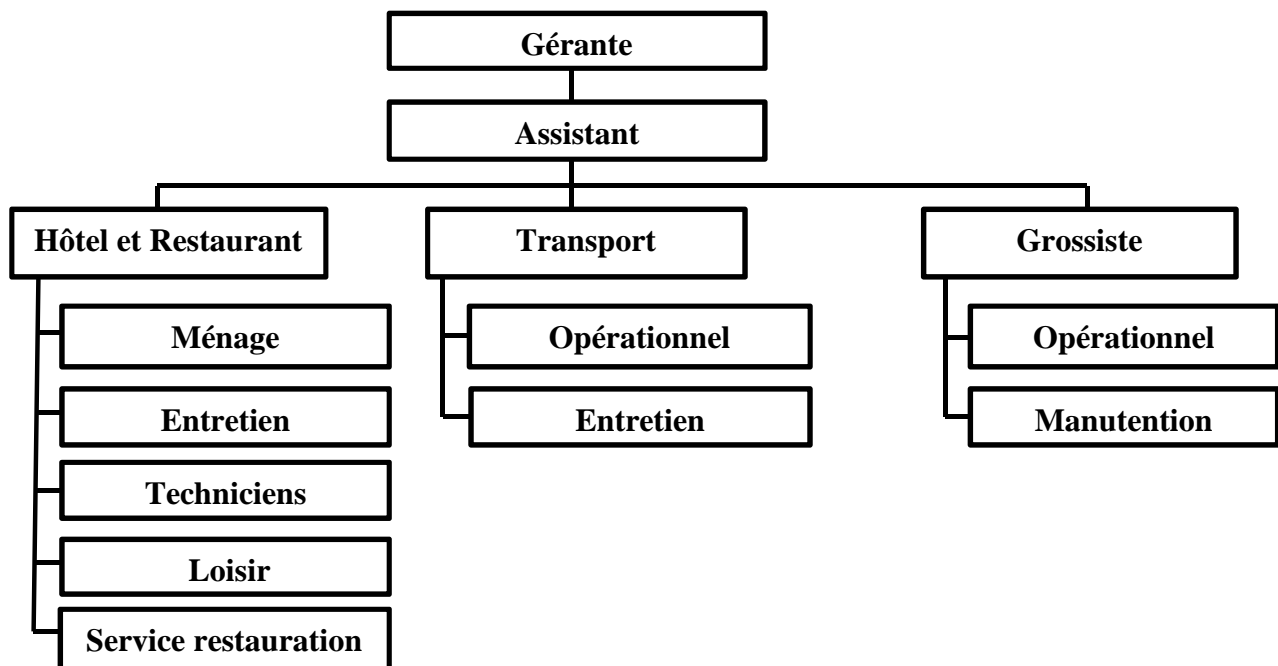 Gérante
Assistant
Hôtel et Restaurant
Transport
Grossiste
Ménage
Opérationnel
Opérationnel
Entretien
Entretien
Manutention
Techniciens
Loisir
Service restauration